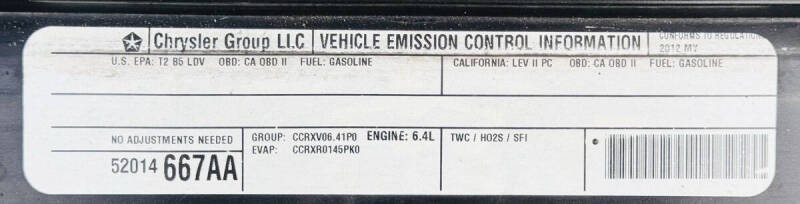 Chrysler Group LLC VEHICLE EMISSION CONTROL INFORMATION CONFORMS TO REGULATIONS
2012 MY
U.S. EPA: T2 B5 LDV OBD: CA OBD II FUEL: GASOLINE CALIFORNIA: LEV II PC OBD: CA OBD II FUEL: GASOLINE
NO ADJUSTMENTS NEEDED GROUP: CCRXV06.41P0 ENGINE: 6.4L TWC / HO2S / SFI
EVAP: CCRXR0145PK0
52014 667AA